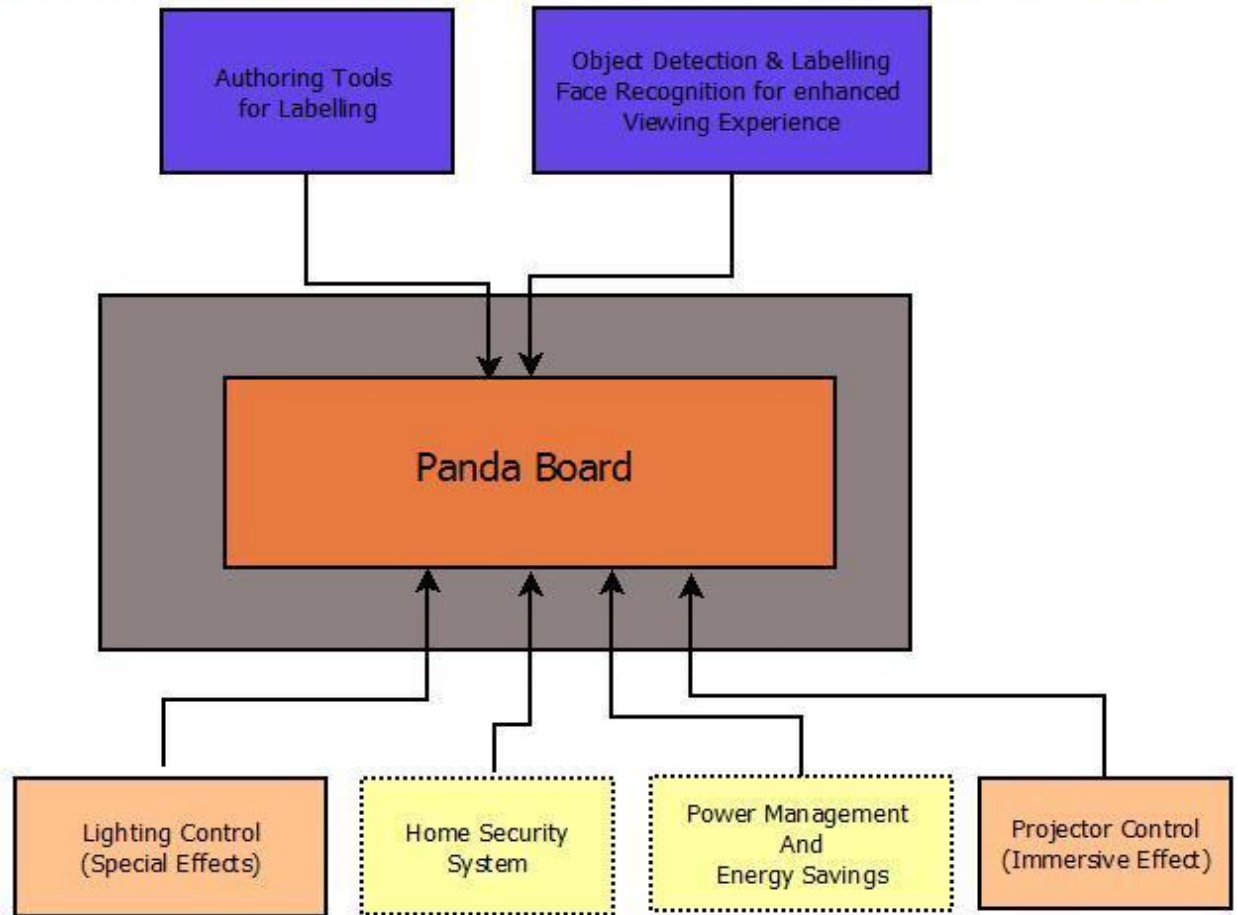 Authoring Tools
for Labelling
Object Detection & Labelling
Face Recognition for enhanced
Viewing Experience
Panda Board
Lighting Control
(Special Effects)
Home Security
System
Power Management
And
Energy Savings
Projector Control
(Immersive Effect)